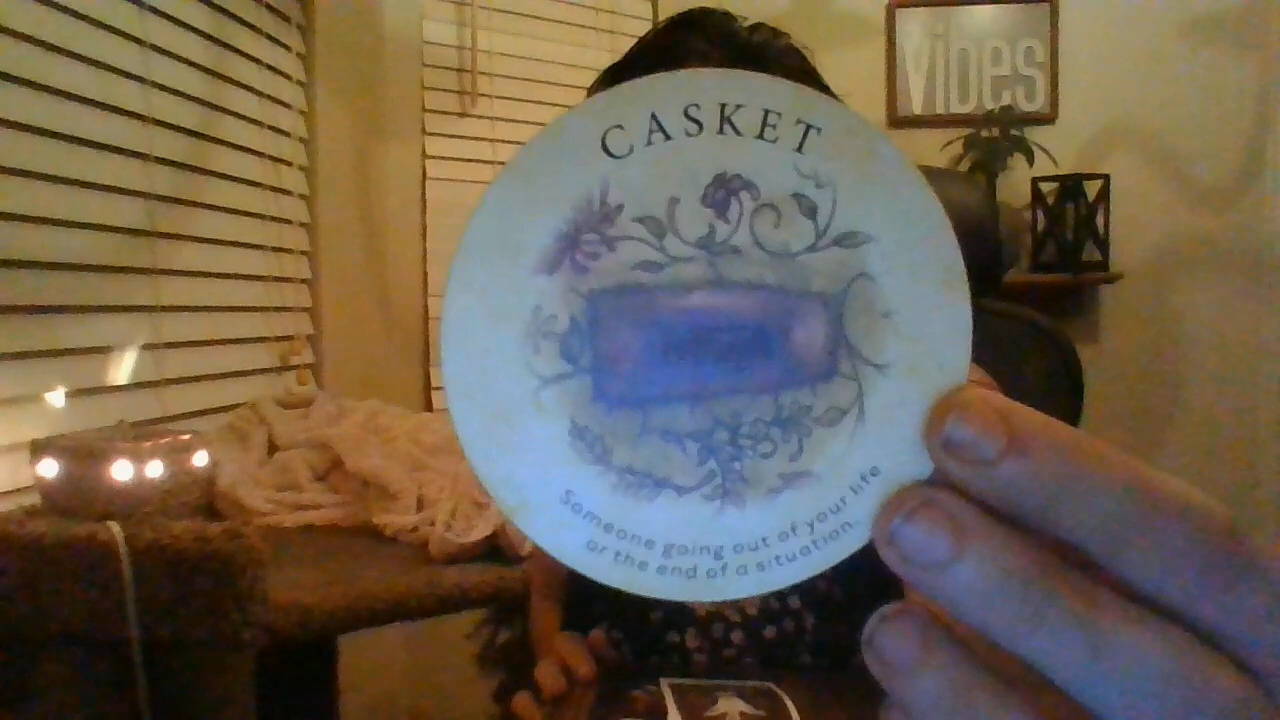 vibes
CASKET
Someone going out of your life
or the end of a situation.